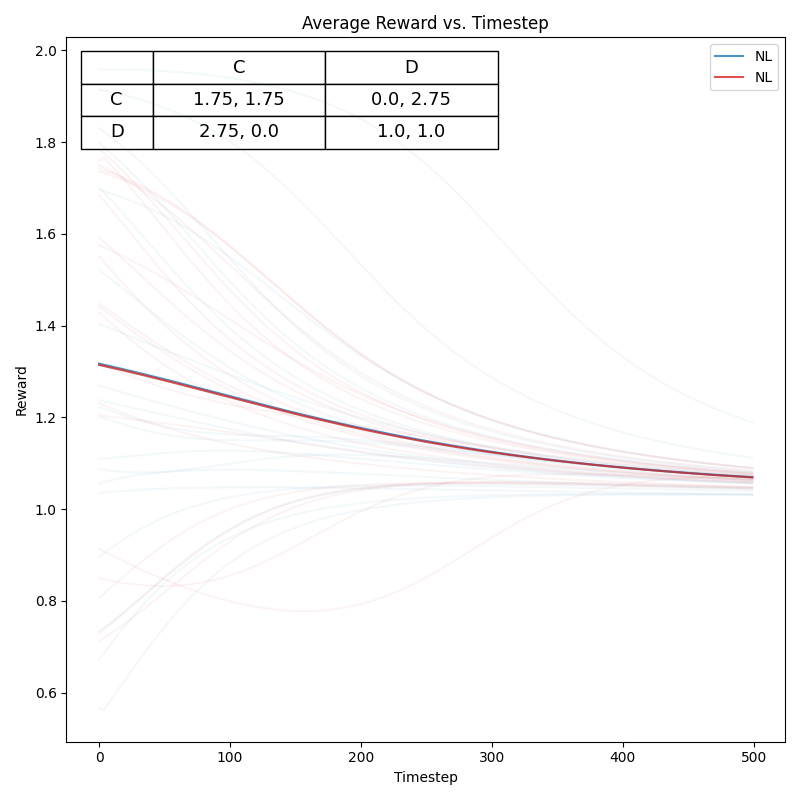 Average Reward vs. Timestep
2.0
1.8
1.6
1.4
1.2
1.0
0.8
0.6
Reward
C D
C 1.75, 1.75 0.0, 2.75
D 2.75, 0.0 1.0, 1.0
NL
NL
0 100 200 300 400 500
Timestep